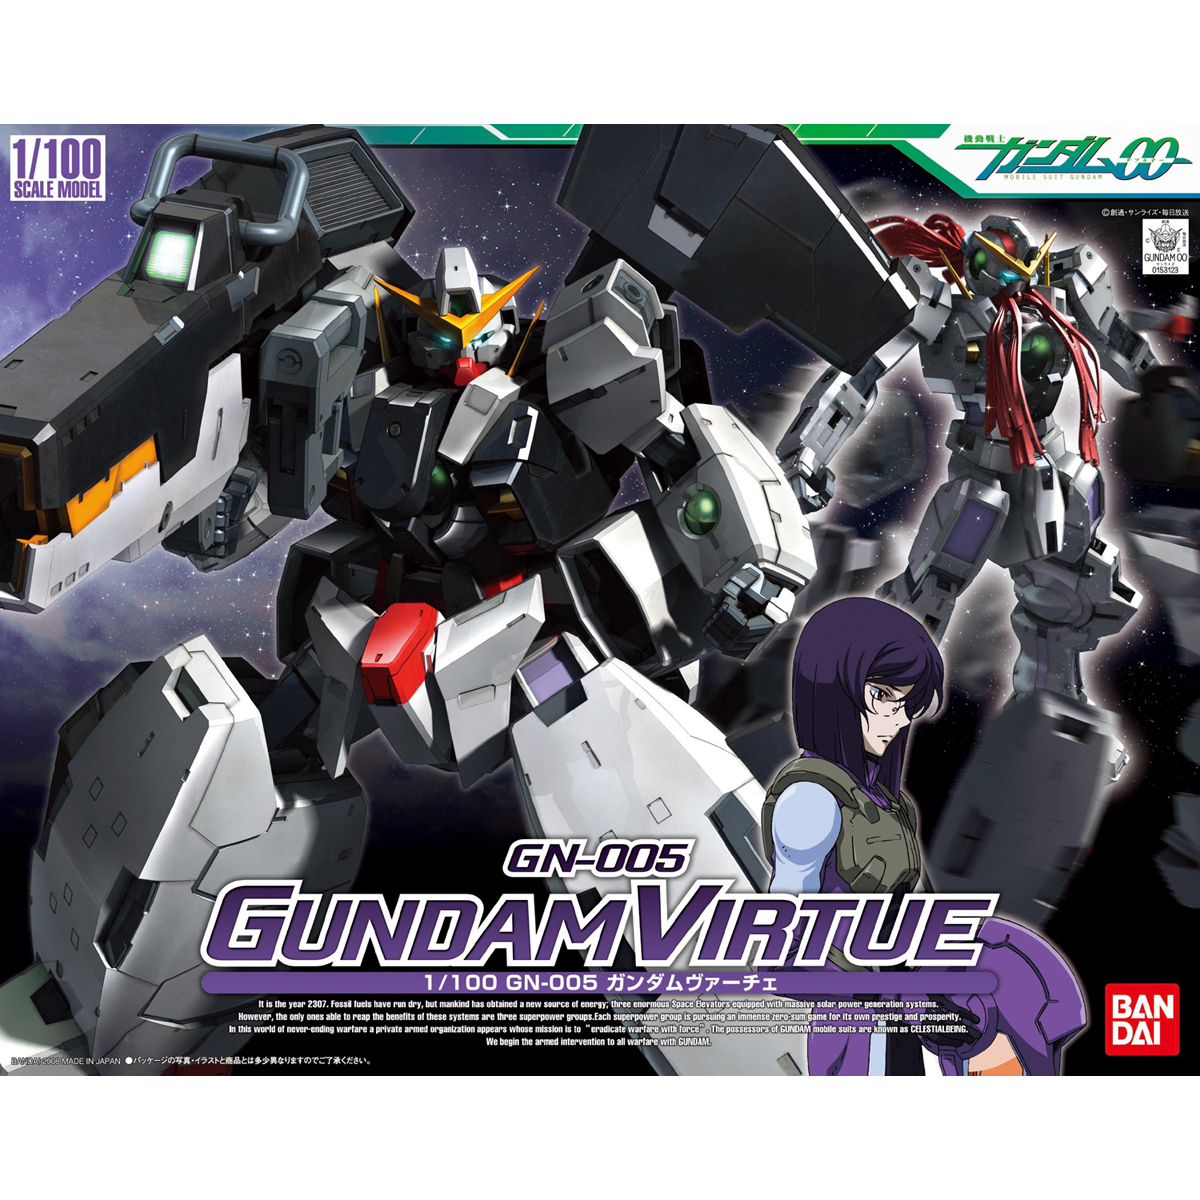 1/100
SCALE MODEL
機動戦士
ガンダム00
MOBILE SUIT GUNDAM
©創通・サンライズ・毎日放送
GUNDAM 00
サンライズ
0153123
GN-005
GUNDAM VIRTUE
1/100 GN-005 ガンダムヴァーチェ
It is the year 2307. Fossil fuels have run dry, but mankind has obtained a new source of energy; three enormous Space Elevators equipped with massive solar power generation systems.
However, the only ones able to reap the benefits of these systems are three superpower groups.Each superpower group is pursuing an immense zero-sum game for its own prestige and prosperity.
In this world of never-ending warfare a private armed organization appears whose mission is to “eradicate warfare with force”. The possessors of GUNDAM mobile suits are known as CELESTIALBEING.
We begin the armed intervention to all warfare with GUNDAM.
BAN
DAI
BANDAI 2008 MADE IN JAPAN ●パッケージの写真・イラストと商品とは多少異なりますのでご了承ください。